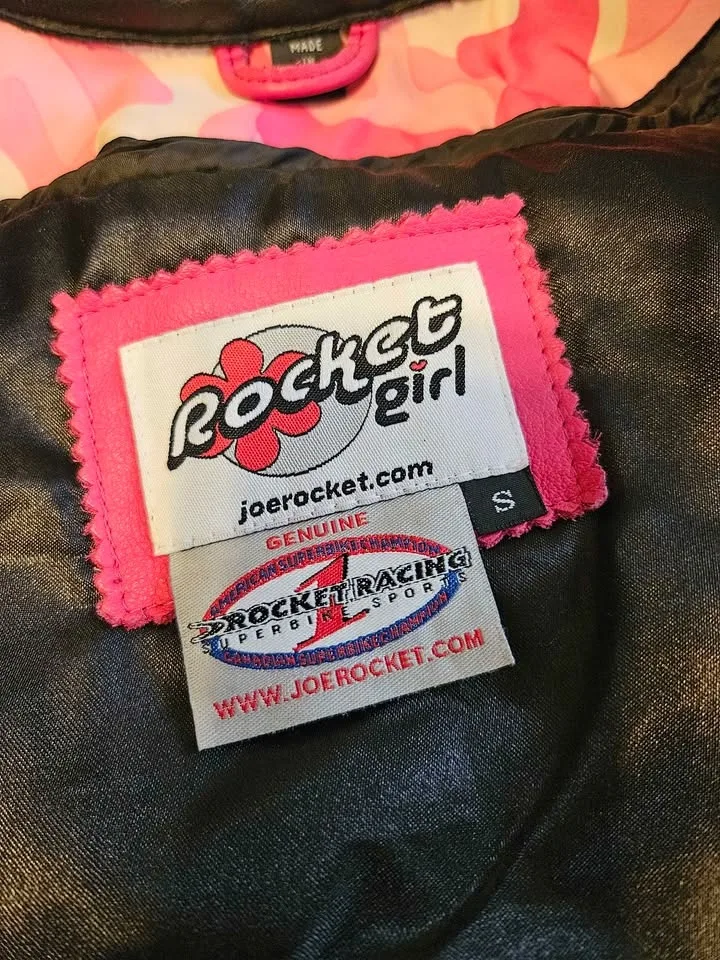 MADE
IN
Rocket
girl
joerocket.com
S
GENUINE
AMERICAN SUPERBIKE CHAMPION
1
ROCKET RACING
SUPERBIKE SPORTS
CANADIAN SUPERBIKE CHAMPION
WWW.JOEROCKET.COM